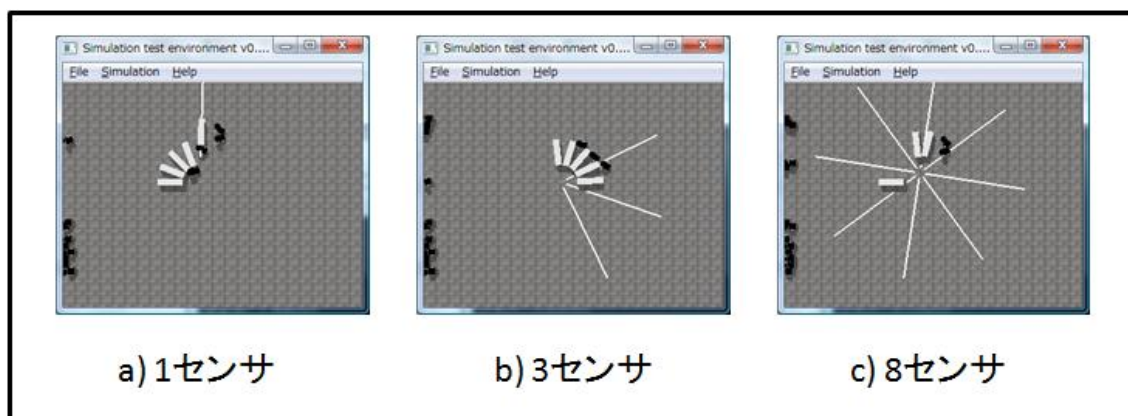 Simulation test environment v0....
File Simulation Help
Simulation test environment v0....
File Simulation Help
Simulation test environment v0....
File Simulation Help
a) 1センサ
b) 3センサ
c) 8センサ